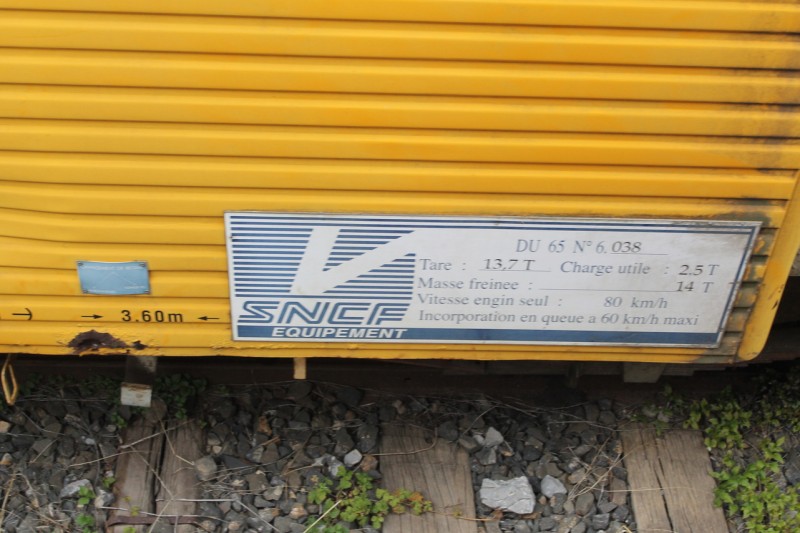 DU 65 N° 6.038
Tare : 13,7 T Charge utile : 2,5 T
Masse freinee : 14 T
Vitesse engin seul : 80 km/h
Incorporation en queue a 60 km/h maxi
SNCF
EQUIPEMENT
3.60m